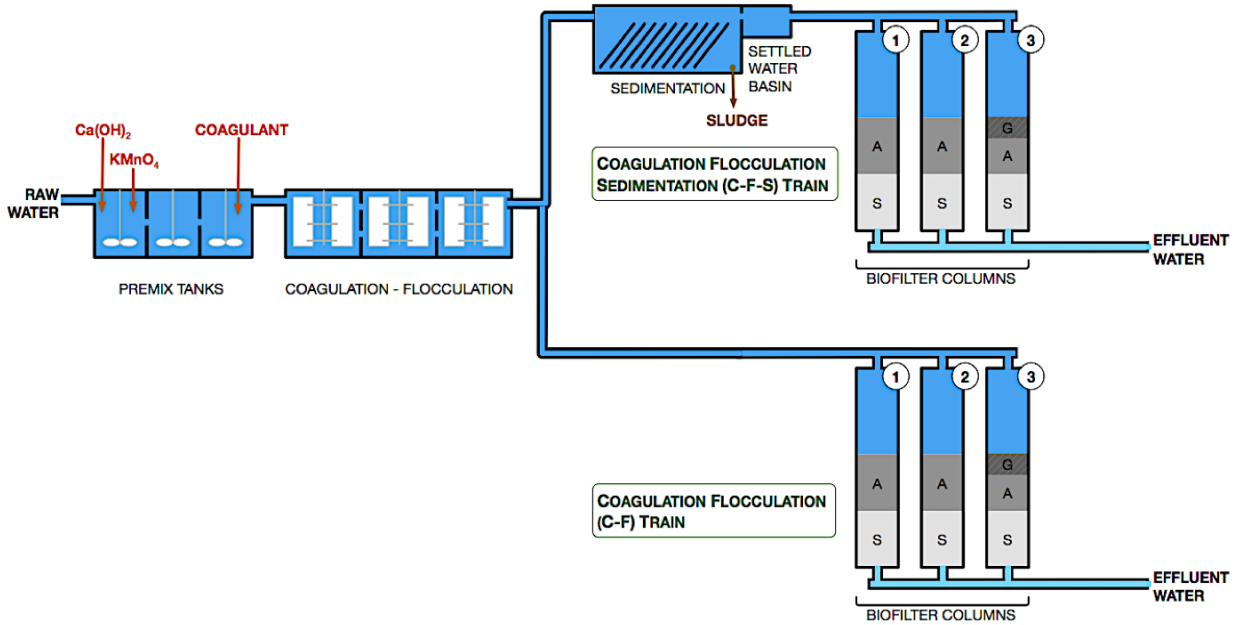 Ca(OH)₂
KMnO₄
COAGULANT
RAW
WATER
PREMIX TANKS
COAGULATION - FLOCCULATION
SEDIMENTATION
SETTLED
WATER
BASIN
SLUDGE
COAGULATION FLOCCULATION
SEDIMENTATION (C-F-S) TRAIN
1
2
3
G
A
A
A
S
S
S
EFFLUENT
WATER
BIOFILTER COLUMNS
COAGULATION FLOCCULATION
(C-F) TRAIN
1
2
3
G
A
A
A
S
S
S
EFFLUENT
WATER
BIOFILTER COLUMNS